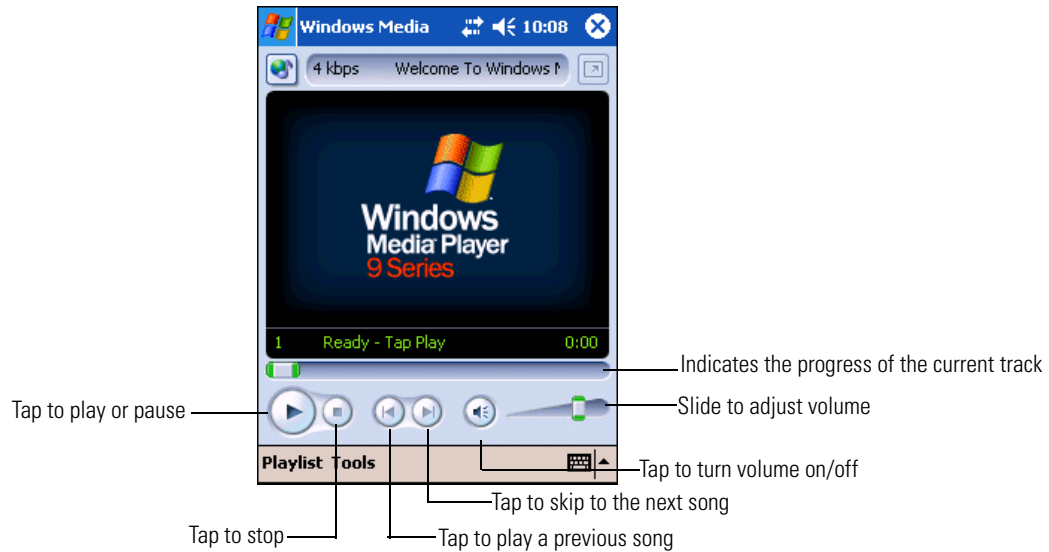 Windows Media 10:08
4 kbps Welcome To Windows
Windows
Media Player
9 Series
1 Ready - Tap Play 0:00
Indicates the progress of the current track
Tap to play or pause
Slide to adjust volume
Playlist Tools
Tap to turn volume on/off
Tap to skip to the next song
Tap to stop
Tap to play a previous song